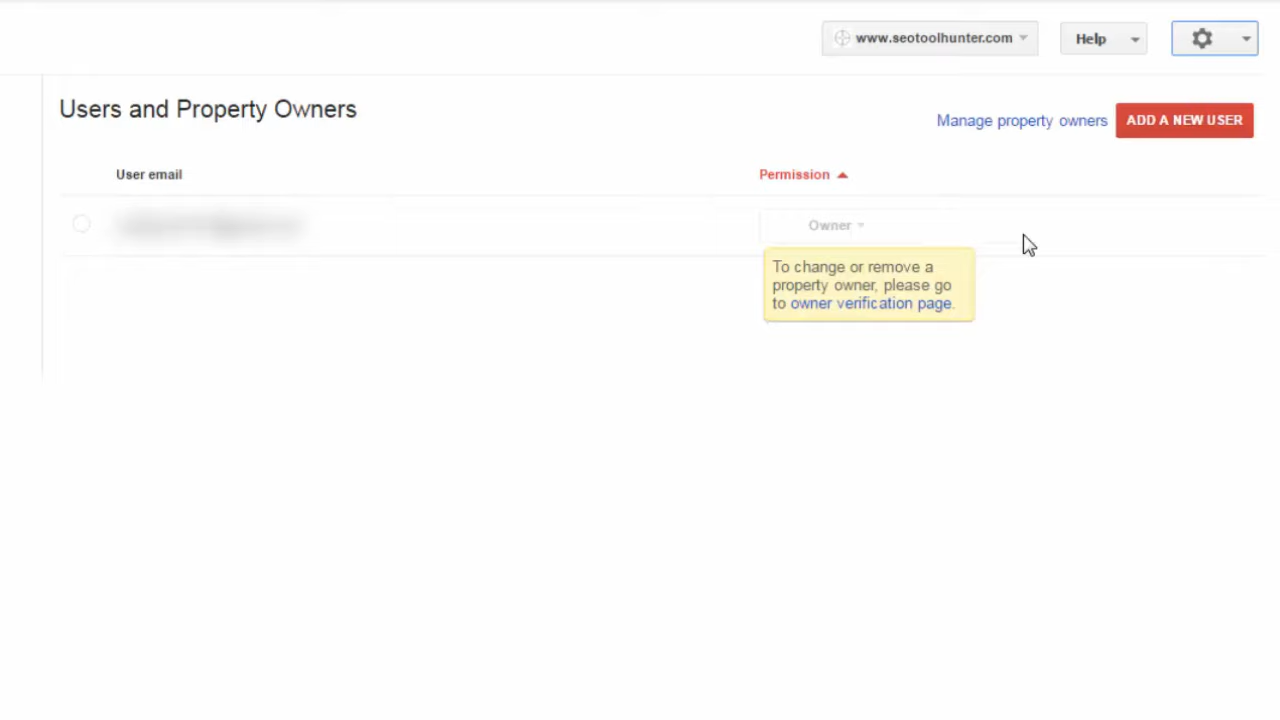 www.seotoolhunter.com Help
Users and Property Owners
Manage property owners ADD A NEW USER
User email Permission
Owner
To change or remove a
property owner, please go
to owner verification page.